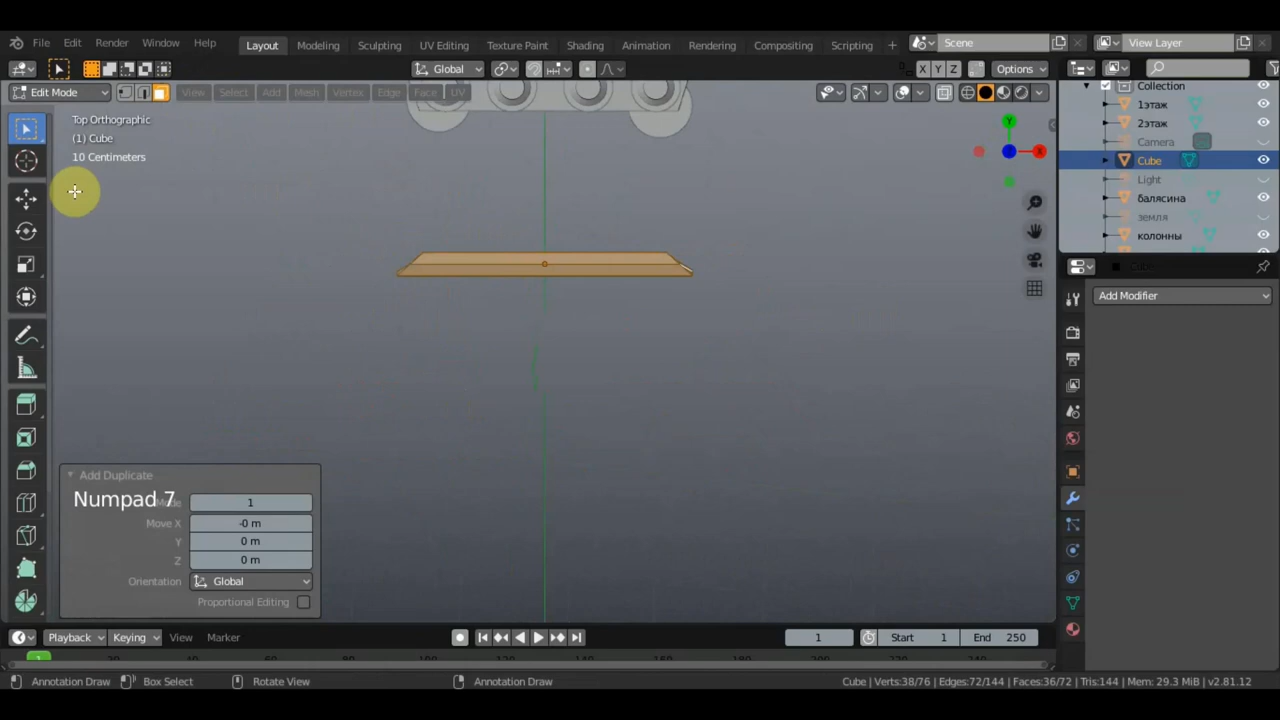 File Edit Render Window Help Layout Modeling Sculpting UV Editing Texture Paint Shading Animation Rendering Compositing Scripting + Scene View Layer
Global X Y Z Options
Edit Mode View Select Add Mesh Vertex Edge Face UV
Collection
1этаж
2этаж
Camera
Cube
Light
балясина
земля
колонны
Top Orthographic
(1) Cube
10 Centimeters
Y
X
Z
Cube
Add Modifier
Add Duplicate
Numpad 7
Mode 1
Move X -0 m
Y 0 m
Z 0 m
Orientation Global
Proportional Editing
Playback Keying View Marker 1 Start 1 End 250
1
Annotation Draw Box Select Rotate View Annotation Draw Cube | Verts:38/76 | Edges:72/144 | Faces:36/72 | Tris:144 | Mem: 29.3 MiB | v2.81.12